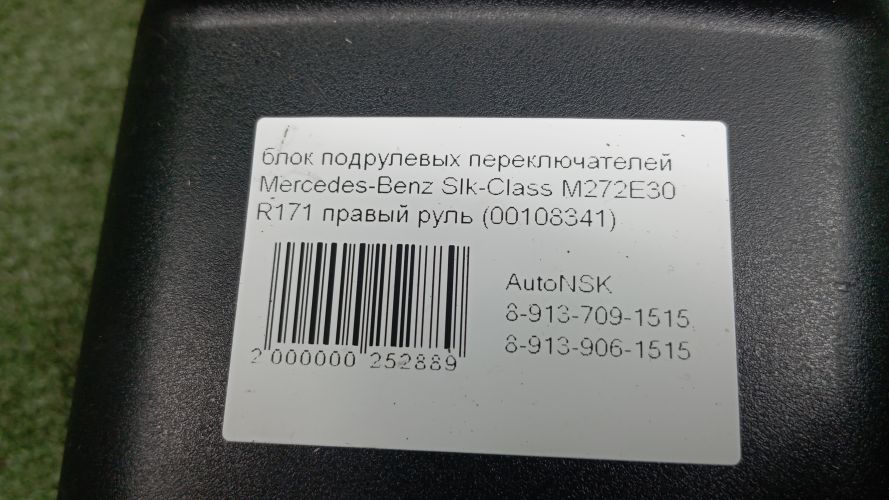 блок подрулевых переключателей
Mercedes-Benz Slk-Class M272E30
R171 правый руль (00108341)
AutoNSK
8-913-709-1515
8-913-906-1515
2 000000 252889